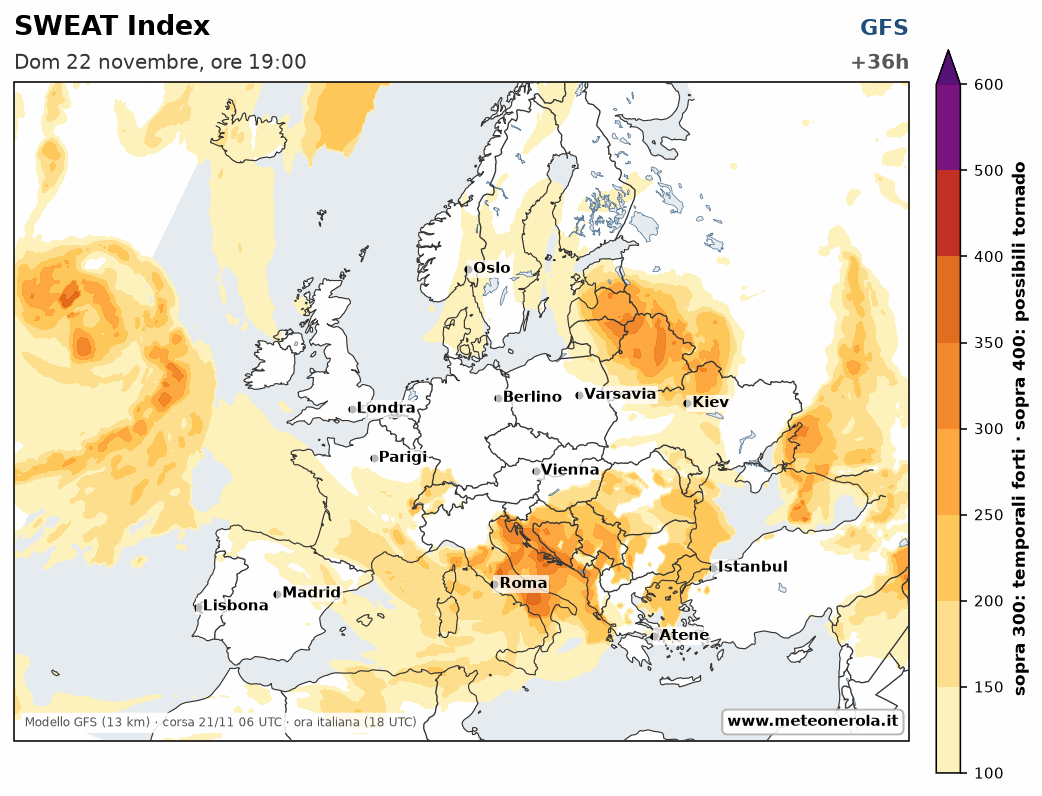 SWEAT Index
GFS
Dom 22 novembre, ore 19:00
+36h
600
500
400
350
300
250
200
150
100
sopra 300: temporali forti · sopra 400: possibili tornado
Oslo
Berlino
Varsavia
Kiev
Londra
Parigi
Vienna
Istanbul
Roma
Madrid
Lisbona
Atene
Modello GFS (13 km) · corsa 21/11 06 UTC · ora italiana (18 UTC)
www.meteonerola.it